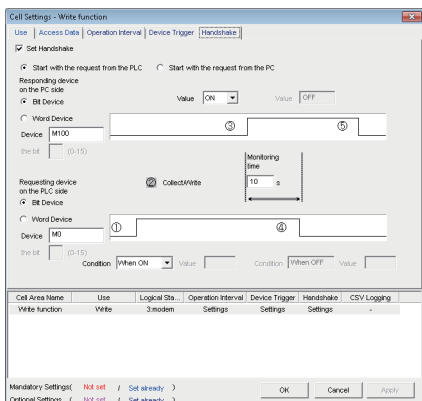 Cell Settings - Write function
Use Access Data Operation Interval Device Trigger Handshake
Set Handshake
Start with the request from the PLC Start with the request from the PC
Responding device
on the PC side
Bit Device Value ON Value OFF
Word Device
Device M100 ③ ⑤
the bit (0-15)
Monitoring
time
Requesting device ② Collect/Write 10 s
on the PLC side
Bit Device
Word Device
Device M0 ① ④
the bit (0-15)
Condition When ON Value Condition When OFF Value
Cell Area Name Use Logical Sta... Operation Interval Device Trigger Handshake CSV Logging
Write function Write 3:modem Settings Settings Settings -
Mandatory Settings( Not set / Set already )
OK Cancel Apply
Optional Settings ( Not set / Set already )